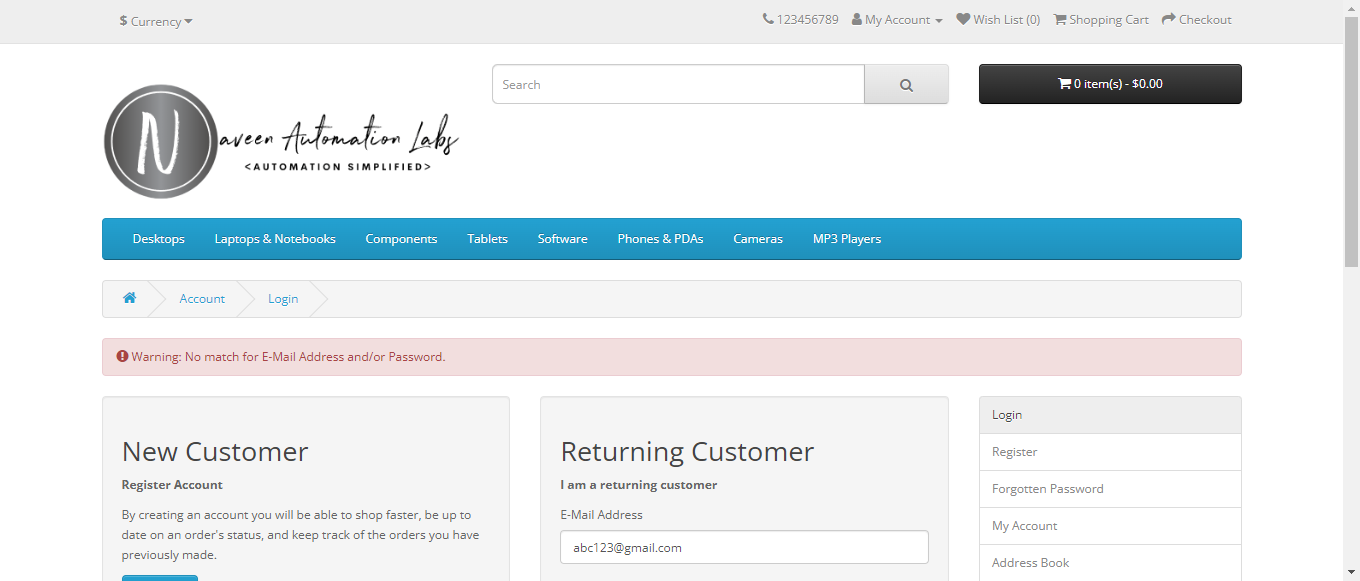 $ Currency
123456789 My Account Wish List (0) Shopping Cart Checkout
Search
0 item(s) - $0.00
N
aveen Automation Labs
<AUTOMATION SIMPLIFIED>
Desktops Laptops & Notebooks Components Tablets Software Phones & PDAs Cameras MP3 Players
Account Login
Warning: No match for E-Mail Address and/or Password.
New Customer
Register Account
By creating an account you will be able to shop faster, be up to
date on an order's status, and keep track of the orders you have
previously made.
Returning Customer
I am a returning customer
E-Mail Address
abc123@gmail.com
Login
Register
Forgotten Password
My Account
Address Book